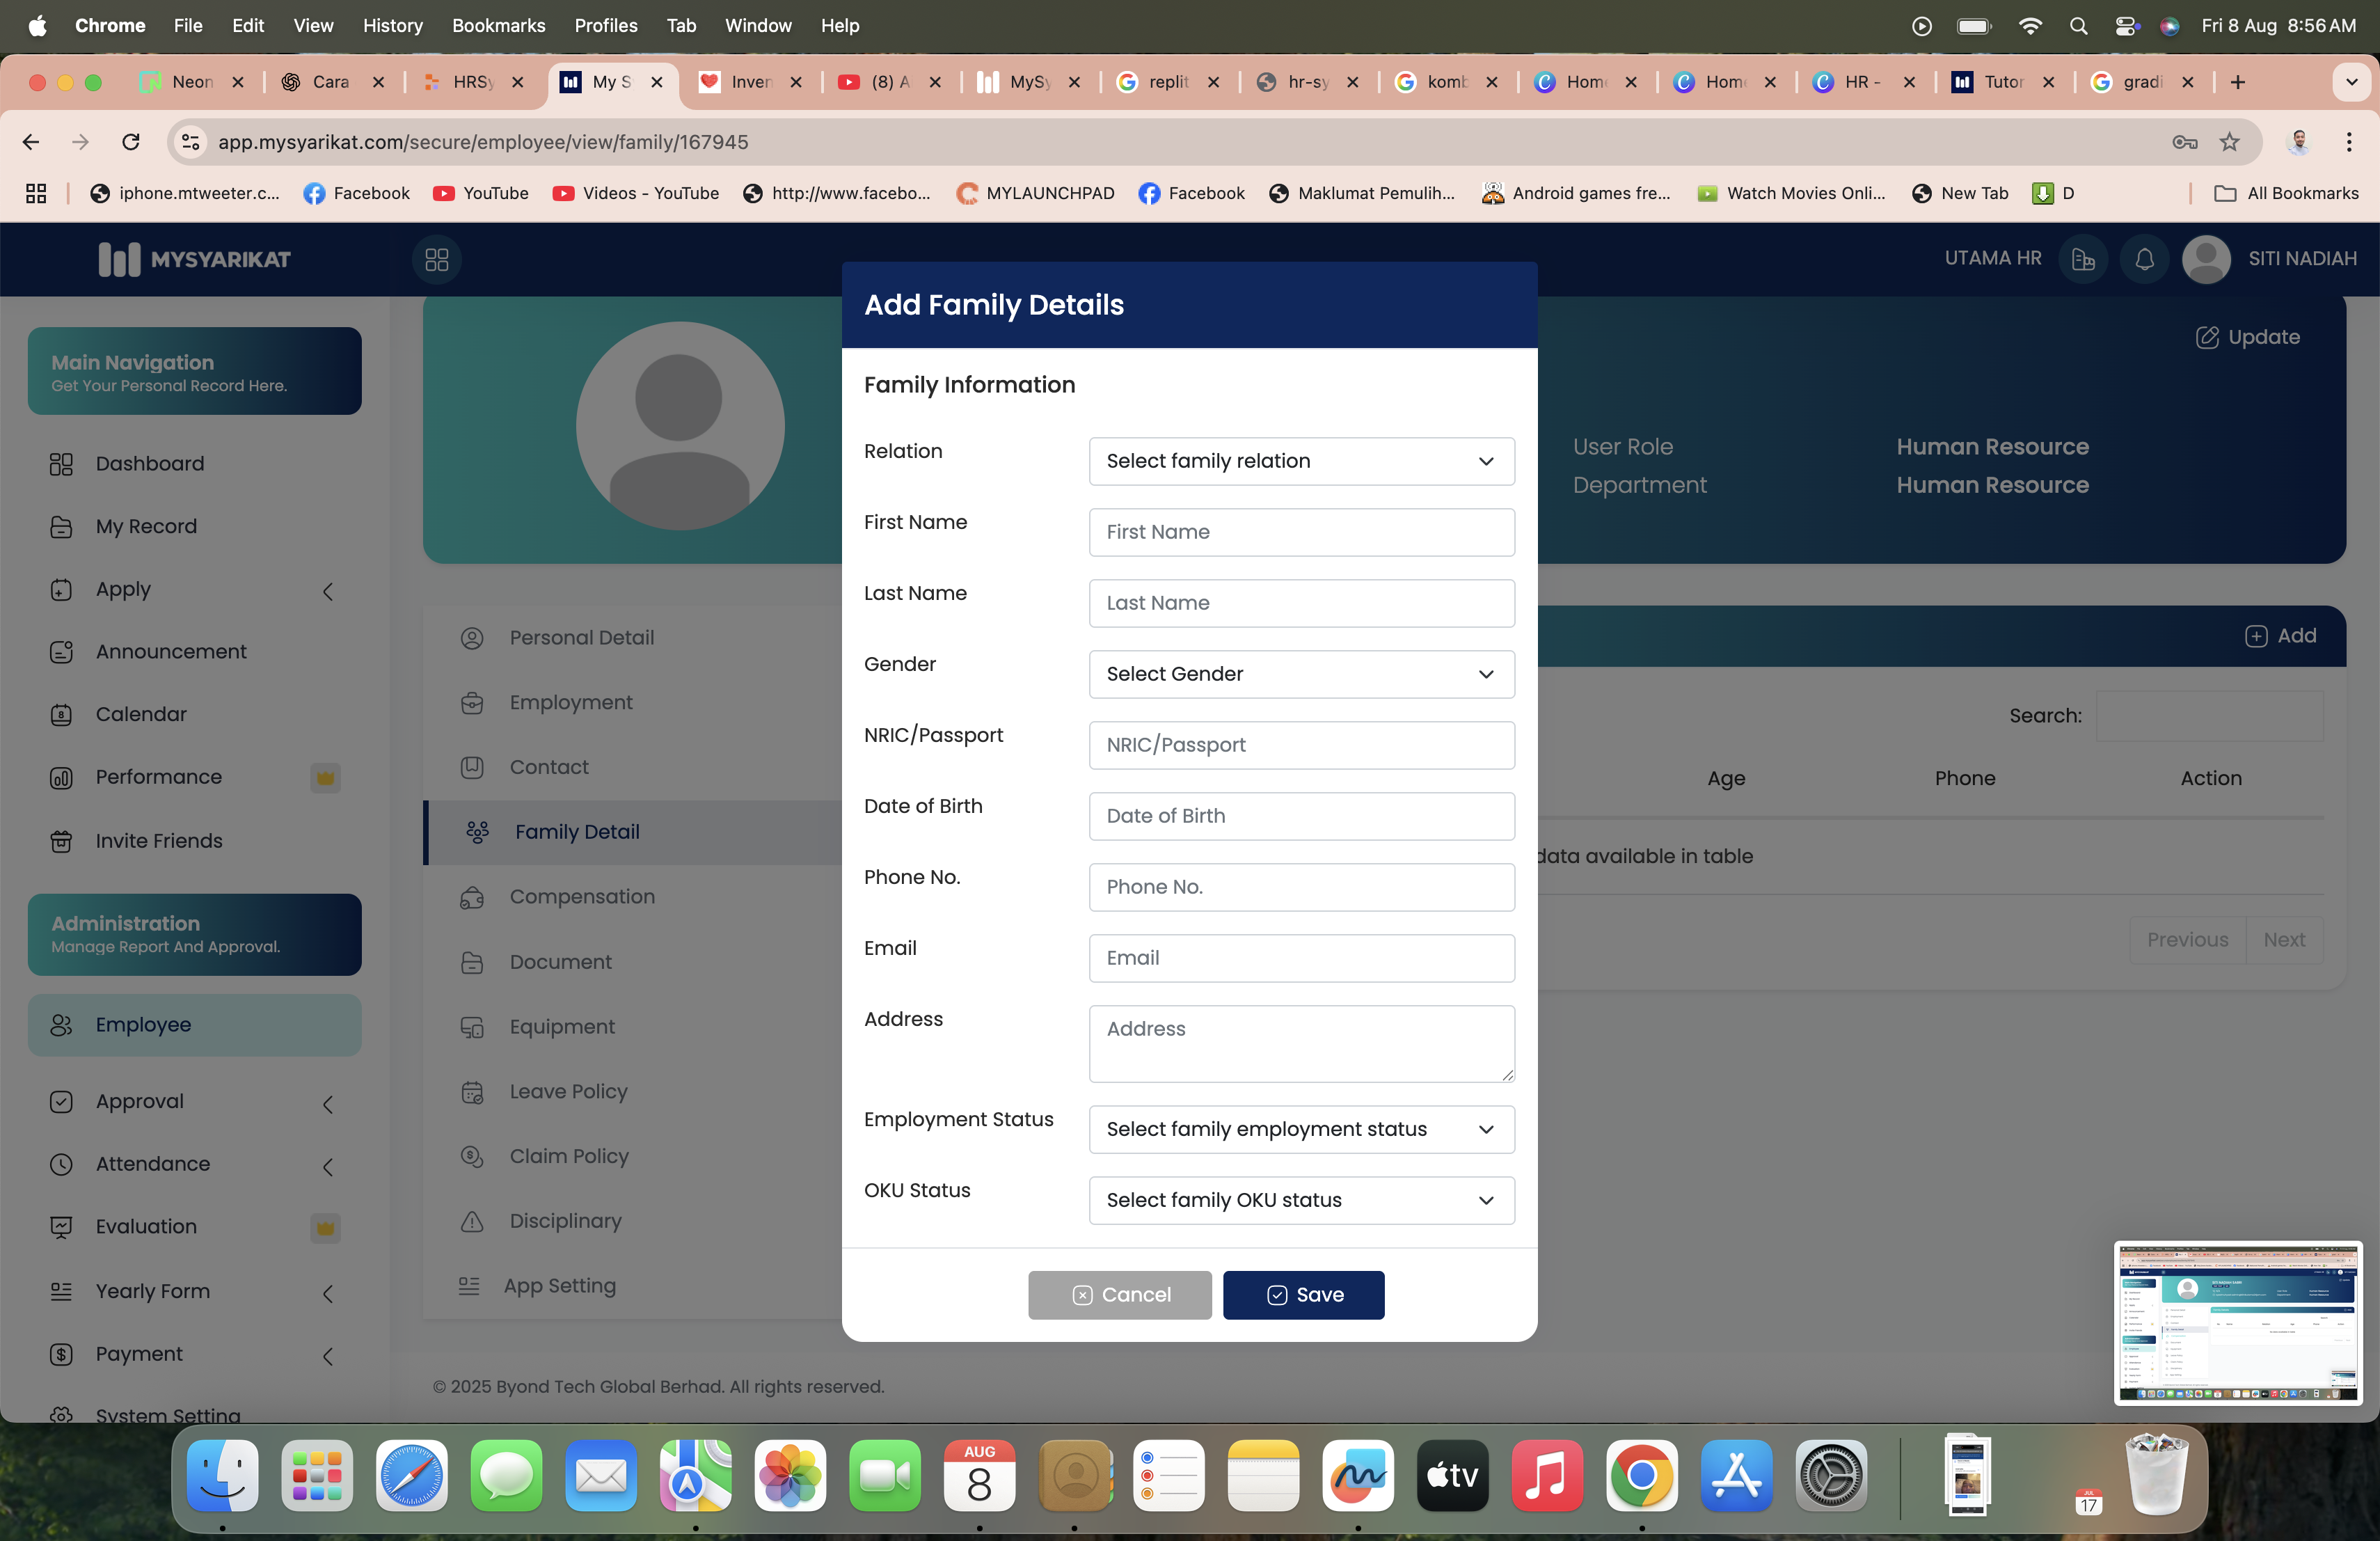 Chrome File Edit View History Bookmarks Profiles Tab Window Help Fri 8 Aug 8:56 AM
Neon Cara HRSy My S Inven (8) A MySy replit hr-sy komb Hom Hom HR - Tutor gradi
app.mysyarikat.com/secure/employee/view/family/167945
iphone.mtweeter.c... Facebook YouTube Videos - YouTube http://www.facebo... MYLAUNCHPAD Facebook Maklumat Pemulih... Android games fre... Watch Movies Onli... New Tab D All Bookmarks
MYSYARIKAT
UTAMA HR SITI NADIAH
Main Navigation
Get Your Personal Record Here.
Dashboard
My Record
Apply
Announcement
Calendar
Performance
Invite Friends
Administration
Manage Report And Approval.
Employee
Approval
Attendance
Evaluation
Yearly Form
Payment
System Setting
Personal Detail
Employment
Contact
Family Detail
Compensation
Document
Equipment
Leave Policy
Claim Policy
Disciplinary
App Setting
© 2025 Byond Tech Global Berhad. All rights reserved.
Add Family Details
Family Information
Relation Select family relation
First Name First Name
Last Name Last Name
Gender Select Gender
NRIC/Passport NRIC/Passport
Date of Birth Date of Birth
Phone No. Phone No.
Email Email
Address Address
Employment Status Select family employment status
OKU Status Select family OKU status
Cancel Save
Update
User Role Human Resource
Department Human Resource
Add
Search:
Age Phone Action
data available in table
Previous Next
AUG
8
tv
JUL
17